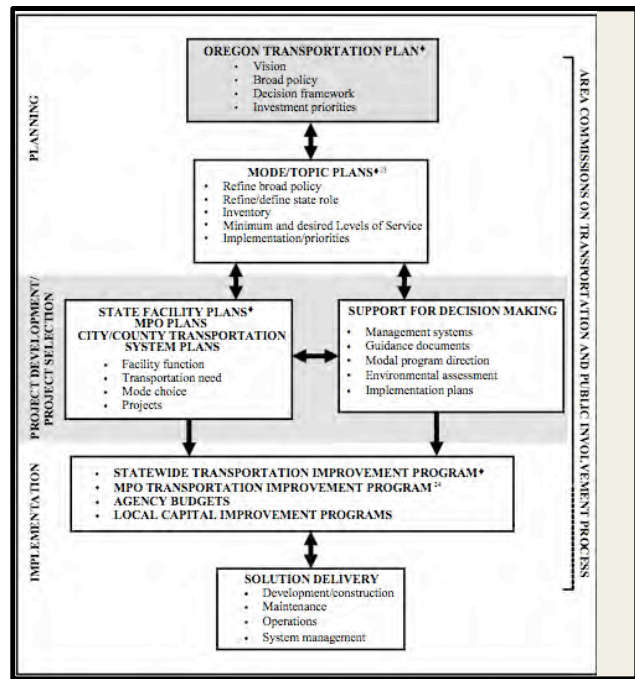 OREGON TRANSPORTATION PLAN♦
• Vision
• Broad policy
• Decision framework
• Investment priorities
PLANNING
MODE/TOPIC PLANS♦ 23
• Refine broad policy
• Refine/define state role
• Inventory
• Minimum and desired Levels of Service
• Implementation/priorities
PROJECT DEVELOPMENT/
PROJECT SELECTION
STATE FACILITY PLANS♦
MPO PLANS
CITY/COUNTY TRANSPORTATION
SYSTEM PLANS
• Facility function
• Transportation need
• Mode choice
• Projects
SUPPORT FOR DECISION MAKING
• Management systems
• Guidance documents
• Modal program direction
• Environmental assessment
• Implementation plans
IMPLEMENTATION
• STATEWIDE TRANSPORTATION IMPROVEMENT PROGRAM♦
• MPO TRANSPORTATION IMPROVEMENT PROGRAM 24
• AGENCY BUDGETS
• LOCAL CAPITAL IMPROVEMENT PROGRAMS
SOLUTION DELIVERY
• Development/construction
• Maintenance
• Operations
• System management
AREA COMMISSIONS ON TRANSPORTATION AND PUBLIC INVOLVEMENT PROCESS